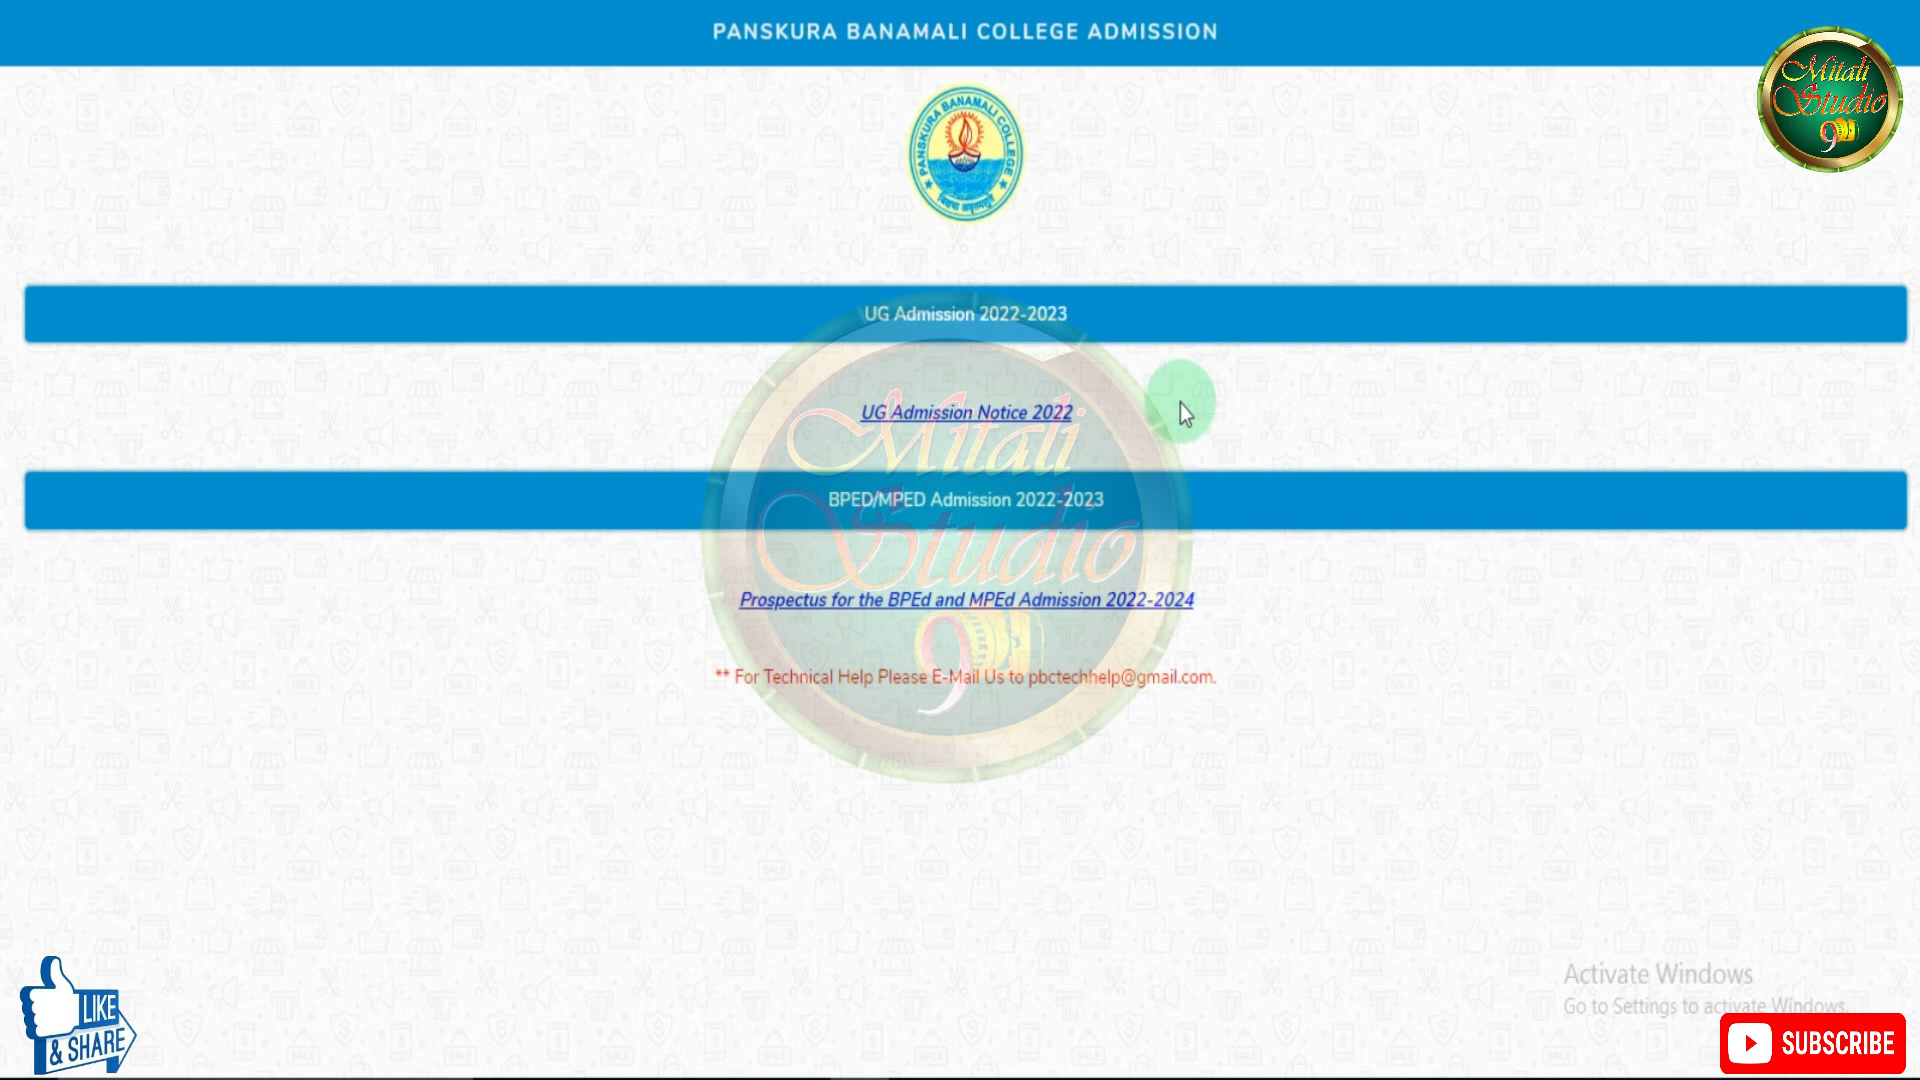 PANSKURA BANAMALI COLLEGE ADMISSION
Mitali
Studio
9
PANSKURA BANAMALI COLLEGE
UG Admission 2022-2023
UG Admission Notice 2022
Mitali
BPED/MPED Admission 2022-2023
Studio
Prospectus for the BPEd and MPEd Admission 2022-2024
9
** For Technical Help Please E-Mail Us to pbctechhelp@gmail.com.
Activate Windows
Go to Settings to activate Windows.
LIKE
& SHARE
SUBSCRIBE